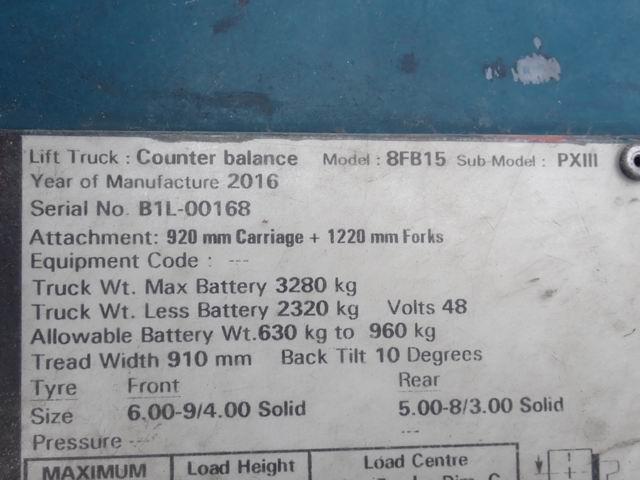 Lift Truck : Counter balance Model : 8FB15 Sub-Model : PXIII
Year of Manufacture 2016
Serial No. B1L-00168
Attachment: 920 mm Carriage + 1220 mm Forks
Equipment Code : ---
Truck Wt. Max Battery 3280 kg
Truck Wt. Less Battery 2320 kg Volts 48
Allowable Battery Wt.630 kg to 960 kg
Tread Width 910 mm Back Tilt 10 Degrees
Tyre Front Rear
Size 6.00-9/4.00 Solid 5.00-8/3.00 Solid
Pressure --- ---
MAXIMUM Load Height Load Centre